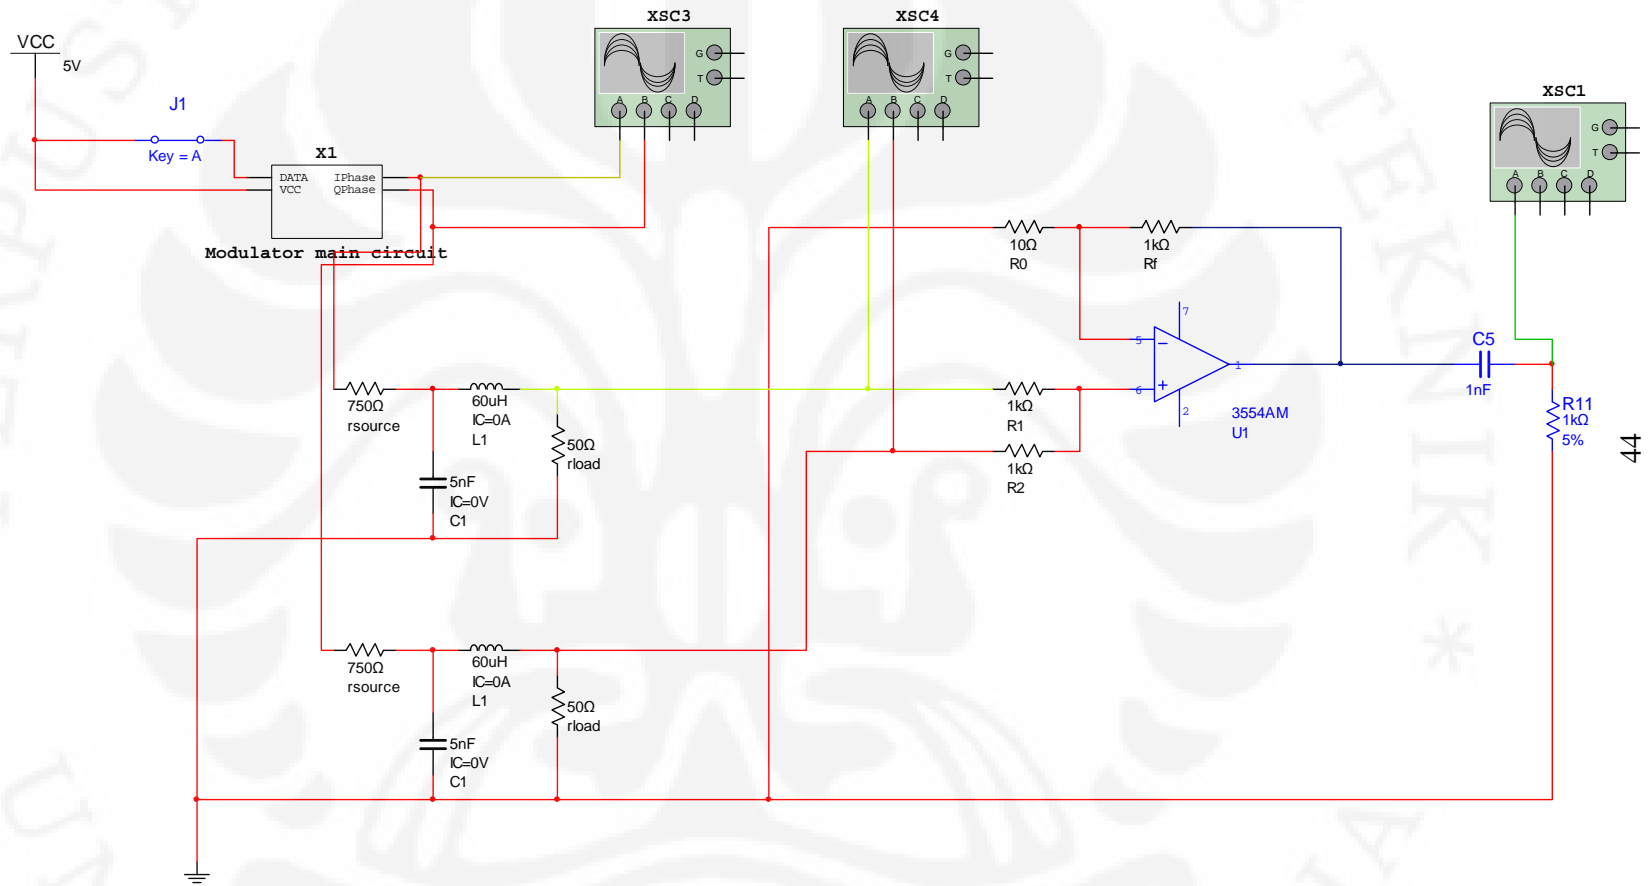 XSC3
XSC4
VCC
5V
XSC1
G
T
A
B
C
D
G
T
A
B
C
D
G
T
A
B
C
D
J1
Key = A
X1
DATA
VCC
IPhase
QPhase
Modulator main circuit
10Ω
R0
1kΩ
Rf
7
5
6
1
2
3554AM
U1
C5
1nF
R11
1kΩ
5%
44
750Ω
rsource
60uH
IC=0A
L1
50Ω
rload
5nF
IC=0V
C1
1kΩ
R1
1kΩ
R2
750Ω
rsource
60uH
IC=0A
L1
50Ω
rload
5nF
IC=0V
C1
TEKNIK *